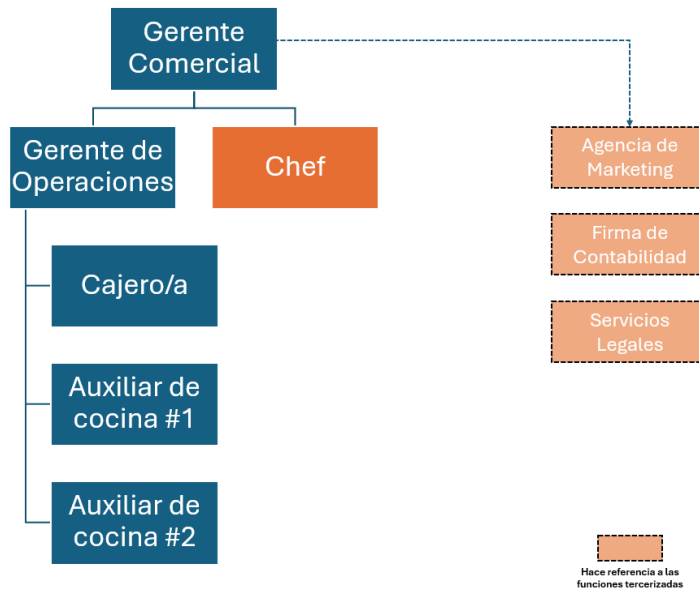 Gerente
Comercial
Gerente de
Operaciones
Chef
Cajero/a
Auxiliar de
cocina #1
Auxiliar de
cocina #2
Agencia de
Marketing
Firma de
Contabilidad
Servicios
Legales
Hace referencia a las
funciones tercerizadas